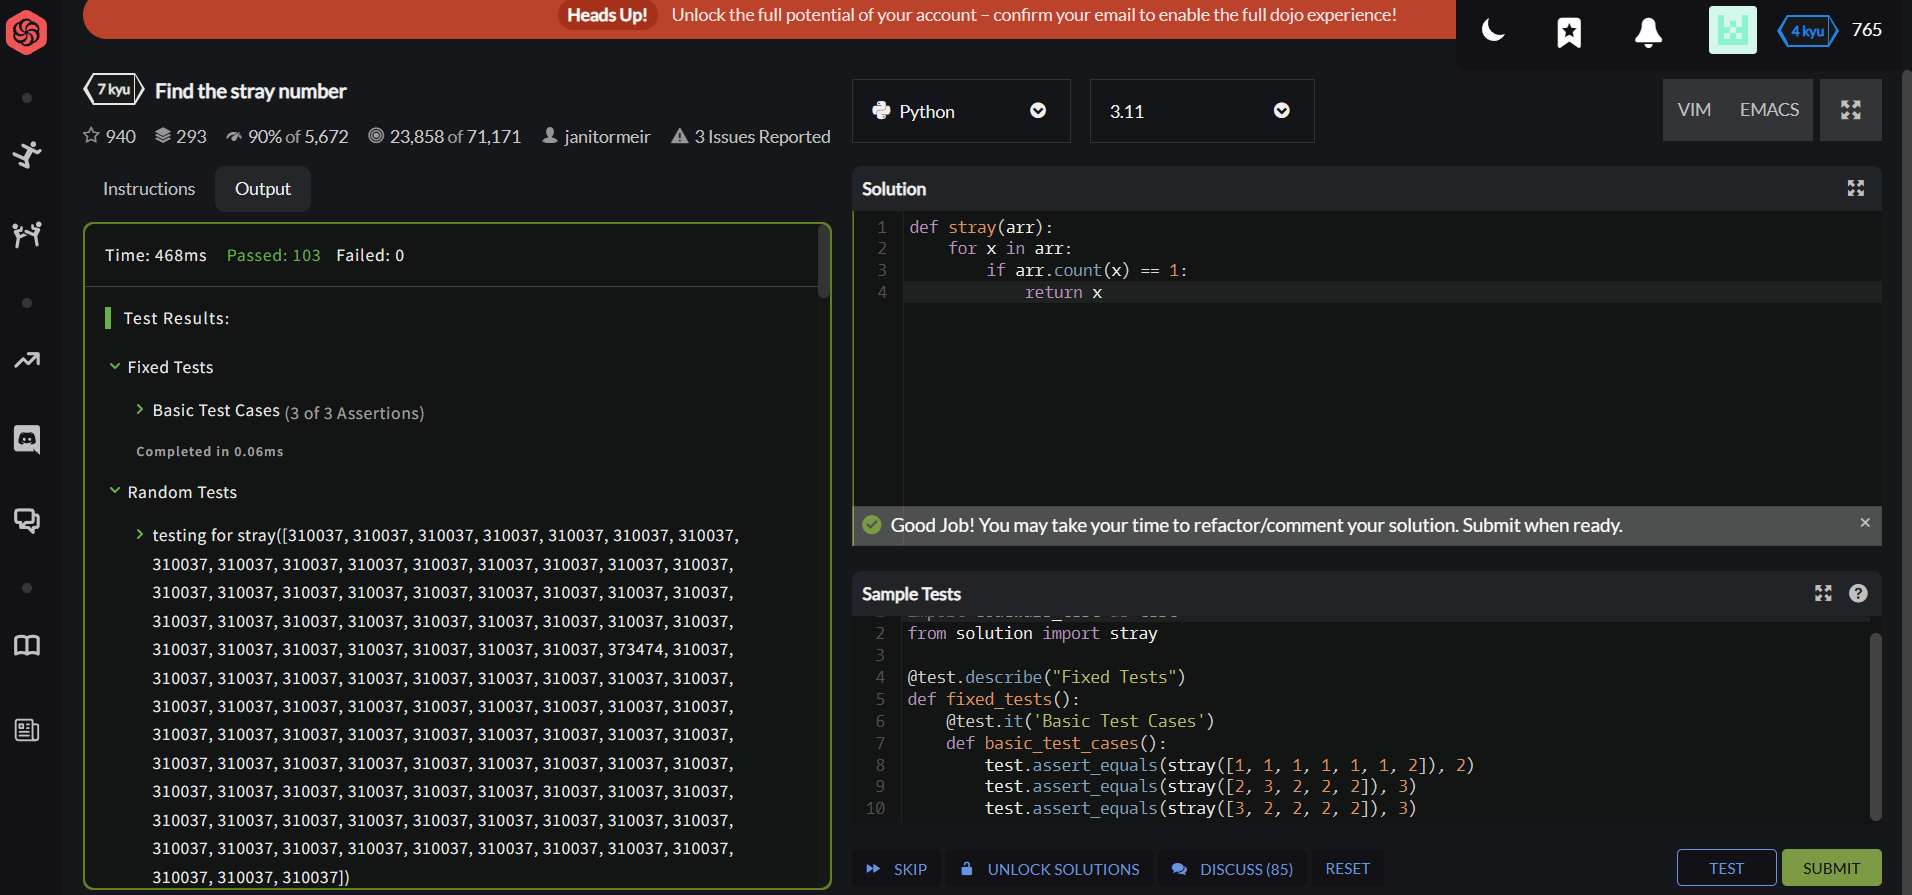 Heads Up! Unlock the full potential of your account – confirm your email to enable the full dojo experience!
4 kyu 765
7 kyu Find the stray number
940 293 90% of 5,672 23,858 of 71,171 janitormeir 3 Issues Reported
Instructions Output
Time: 468ms Passed: 103 Failed: 0
Test Results:
Fixed Tests
Basic Test Cases (3 of 3 Assertions)
Completed in 0.06ms
Random Tests
testing for stray([310037, 310037, 310037, 310037, 310037, 310037, 310037,
310037, 310037, 310037, 310037, 310037, 310037, 310037, 310037, 310037,
310037, 310037, 310037, 310037, 310037, 310037, 310037, 310037, 310037,
310037, 310037, 310037, 310037, 310037, 310037, 310037, 310037, 310037,
310037, 310037, 310037, 310037, 310037, 310037, 310037, 373474, 310037,
310037, 310037, 310037, 310037, 310037, 310037, 310037, 310037, 310037,
310037, 310037, 310037, 310037, 310037, 310037, 310037, 310037, 310037,
310037, 310037, 310037, 310037, 310037, 310037, 310037, 310037, 310037,
310037, 310037, 310037, 310037, 310037, 310037, 310037, 310037, 310037,
310037, 310037, 310037, 310037, 310037, 310037, 310037, 310037, 310037,
310037, 310037, 310037, 310037, 310037, 310037, 310037, 310037, 310037,
310037, 310037, 310037, 310037, 310037, 310037, 310037, 310037, 310037,
310037, 310037, 310037])
Python 3.11 VIM EMACS
Solution
1 def stray(arr):
2 for x in arr:
3 if arr.count(x) == 1:
4 return x
Good Job! You may take your time to refactor/comment your solution. Submit when ready.
Sample Tests
2 from solution import stray
3
4 @test.describe("Fixed Tests")
5 def fixed_tests():
6 @test.it('Basic Test Cases')
7 def basic_test_cases():
8 test.assert_equals(stray([1, 1, 1, 1, 1, 1, 2]), 2)
9 test.assert_equals(stray([2, 3, 2, 2, 2]), 3)
10 test.assert_equals(stray([3, 2, 2, 2, 2]), 3)
SKIP UNLOCK SOLUTIONS DISCUSS (85) RESET TEST SUBMIT